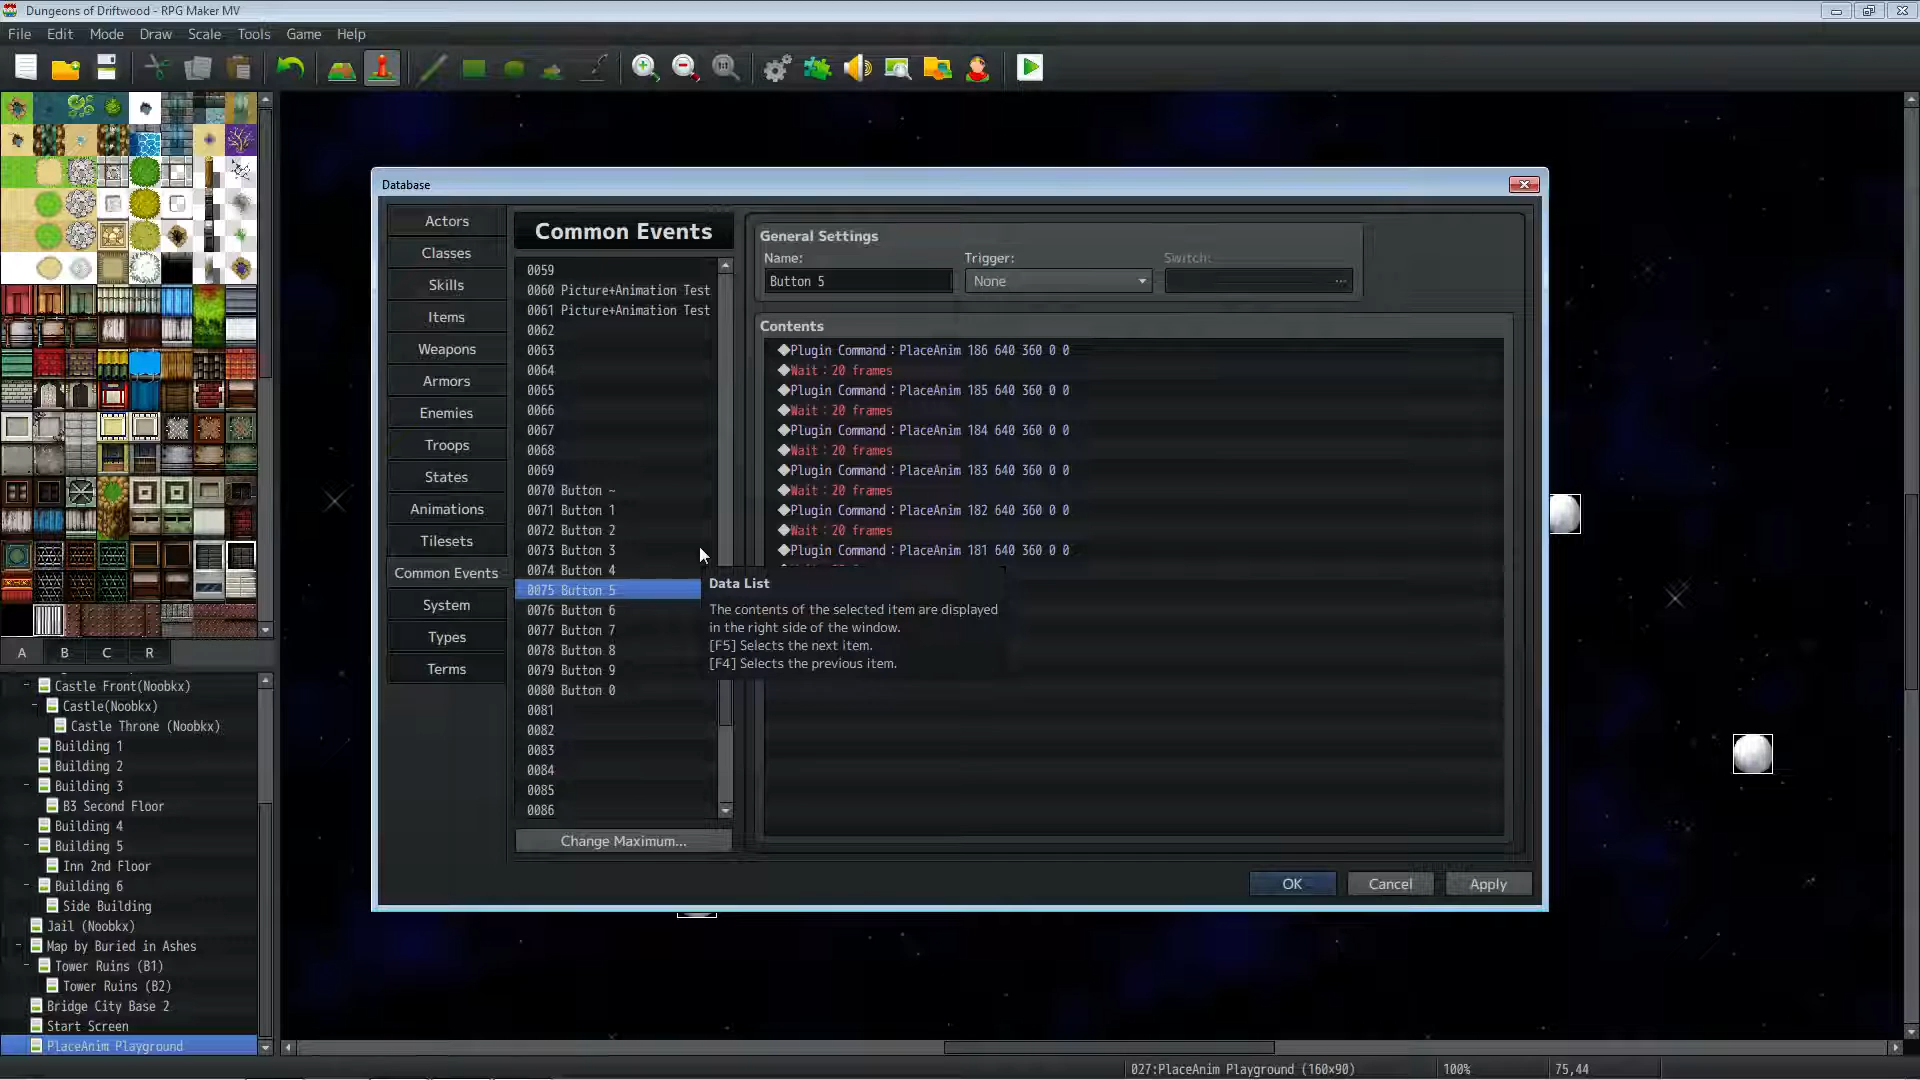 Dungeons of Driftwood - RPG Maker MV
File Edit Mode Draw Scale Tools Game Help
Database
Actors
Classes
Skills
Items
Weapons
Armors
Enemies
Troops
States
Animations
Tilesets
Common Events
System
Types
Terms
Common Events
0059
0060 Picture+Animation Test
0061 Picture+Animation Test
0062
0063
0064
0065
0066
0067
0068
0069
0070 Button ~
0071 Button 1
0072 Button 2
0073 Button 3
0074 Button 4
0075 Button 5
0076 Button 6
0077 Button 7
0078 Button 8
0079 Button 9
0080 Button 0
0081
0082
0083
0084
0085
0086
Change Maximum...
General Settings
Name: Trigger: Switch:
Button 5 None ...
Contents
◆Plugin Command：PlaceAnim 186 640 360 0 0
◆Wait：20 frames
◆Plugin Command：PlaceAnim 185 640 360 0 0
◆Wait：20 frames
◆Plugin Command：PlaceAnim 184 640 360 0 0
◆Wait：20 frames
◆Plugin Command：PlaceAnim 183 640 360 0 0
◆Wait：20 frames
◆Plugin Command：PlaceAnim 182 640 360 0 0
◆Wait：20 frames
◆Plugin Command：PlaceAnim 181 640 360 0 0
Data List
The contents of the selected item are displayed
in the right side of the window.
[F5] Selects the next item.
[F4] Selects the previous item.
OK Cancel Apply
A B C R
Castle Front(Noobkx)
Castle(Noobkx)
Castle Throne (Noobkx)
Building 1
Building 2
Building 3
B3 Second Floor
Building 4
Building 5
Inn 2nd Floor
Building 6
Side Building
Jail (Noobkx)
Map by Buried in Ashes
Tower Ruins (B1)
Tower Ruins (B2)
Bridge City Base 2
Start Screen
PlaceAnim Playground
027:PlaceAnim Playground (160×90) 100% 75,44